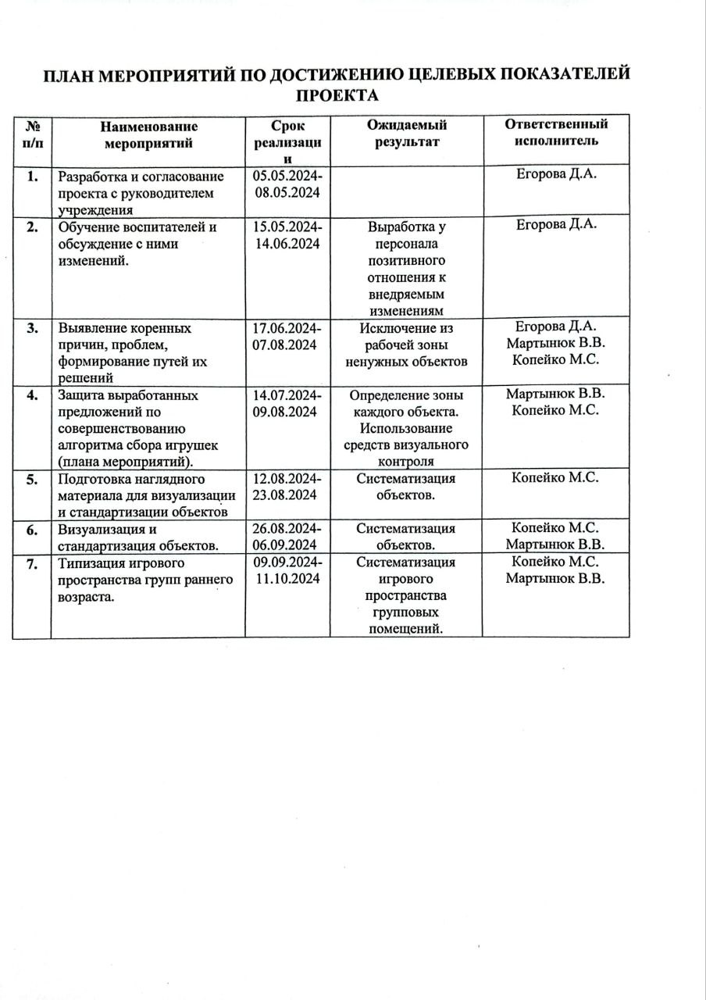 ПЛАН МЕРОПРИЯТИЙ ПО ДОСТИЖЕНИЮ ЦЕЛЕВЫХ ПОКАЗАТЕЛЕЙ
ПРОЕКТА
№
п/п
Наименование
мероприятий
Срок
реализаци
и
Ожидаемый
результат
Ответственный
исполнитель
1.
Разработка и согласование
проекта с руководителем
учреждения
05.05.2024-
08.05.2024
Егорова Д.А.
2.
Обучение воспитателей и
обсуждение с ними
изменений.
15.05.2024-
14.06.2024
Выработка у
персонала
позитивного
отношения к
внедряемым
изменениям
Егорова Д.А.
3.
Выявление коренных
причин, проблем,
формирование путей их
решений
17.06.2024-
07.08.2024
Исключение из
рабочей зоны
ненужных объектов
Егорова Д.А.
Мартынюк В.В.
Копейко М.С.
4.
Защита выработанных
предложений по
совершенствованию
алгоритма сбора игрушек
(плана мероприятий).
14.07.2024-
09.08.2024
Определение зоны
каждого объекта.
Использование
средств визуального
контроля
Мартынюк В.В.
Копейко М.С.
5.
Подготовка наглядного
материала для визуализации
и стандартизации объектов
12.08.2024-
23.08.2024
Систематизация
объектов.
Копейко М.С.
6.
Визуализация и
стандартизация объектов.
26.08.2024-
06.09.2024
Систематизация
объектов.
Копейко М.С.
Мартынюк В.В.
7.
Типизация игрового
пространства групп раннего
возраста.
09.09.2024-
11.10.2024
Систематизация
игрового
пространства
групповых
помещений.
Копейко М.С.
Мартынюк В.В.